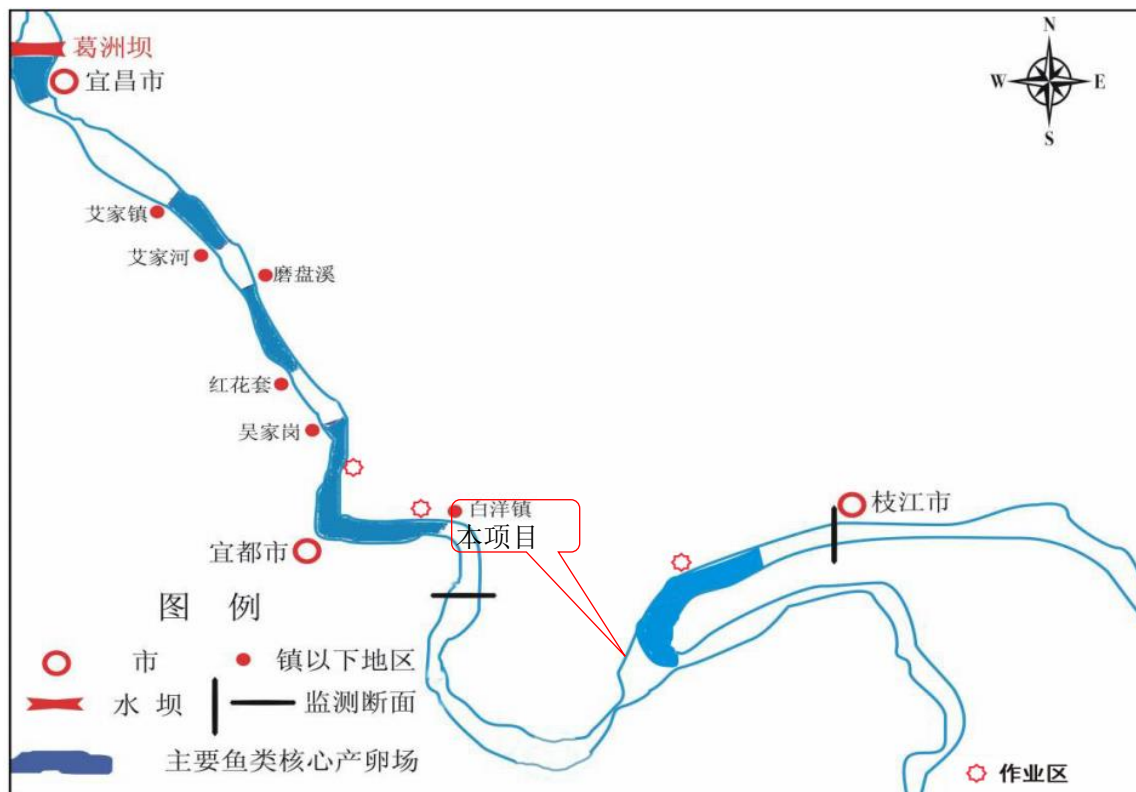 葛洲坝
宜昌市
N
W
E
S
艾家镇
艾家河
磨盘溪
红花套
吴家岗
白洋镇
本项目
枝江市
宜都市
图 例
市
镇以下地区
水 坝
监测断面
主要鱼类核心产卵场
作业区